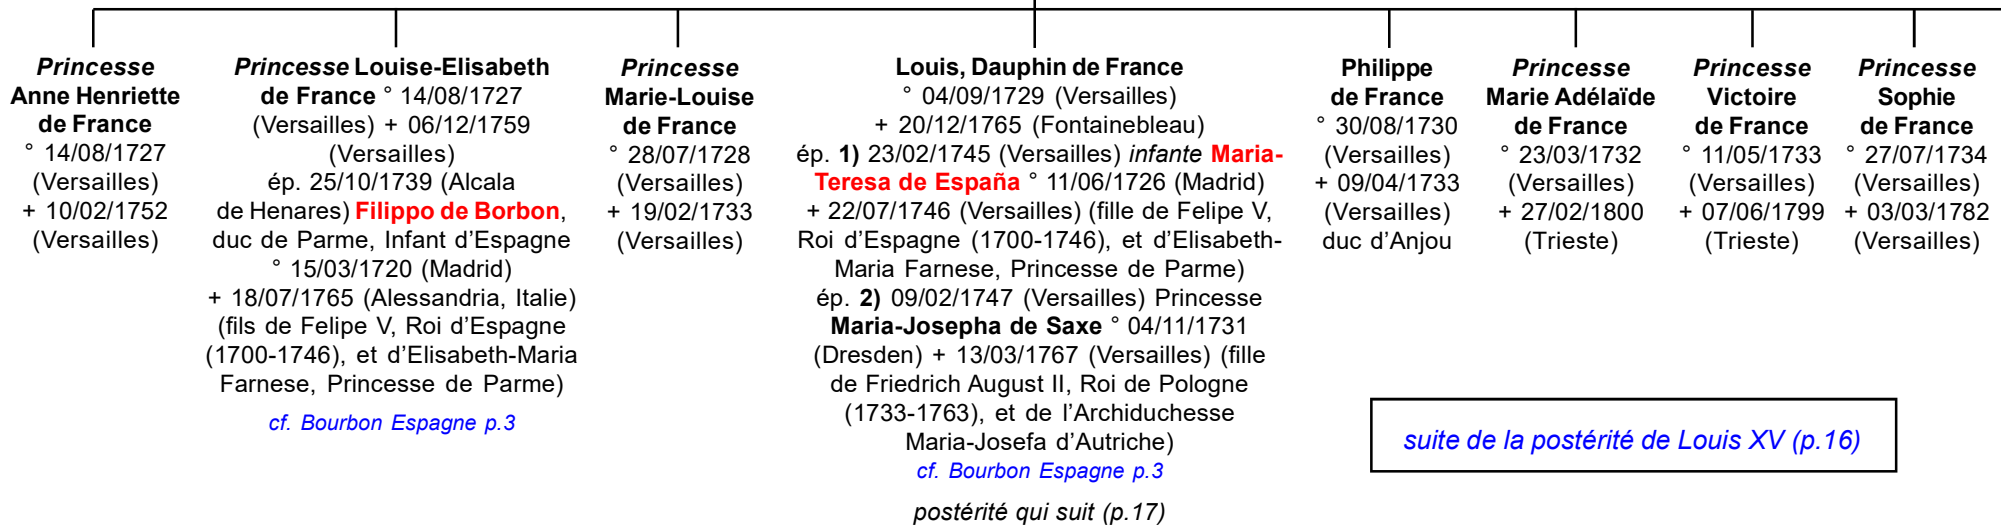 Princesse
Anne Henriette
de France
° 14/08/1727
(Versailles)
+ 10/02/1752
(Versailles)
Princesse Louise-Elisabeth
de France ° 14/08/1727
(Versailles) + 06/12/1759
(Versailles)
ép. 25/10/1739 (Alcala
de Henares) Filippo de Borbon,
duc de Parme, Infant d’Espagne
° 15/03/1720 (Madrid)
+ 18/07/1765 (Alessandria, Italie)
(fils de Felipe V, Roi d’Espagne
(1700-1746), et d’Elisabeth-Maria
Farnese, Princesse de Parme)
cf. Bourbon Espagne p.3
Princesse
Marie-Louise
de France
° 28/07/1728
(Versailles)
+ 19/02/1733
(Versailles)
Louis, Dauphin de France
° 04/09/1729 (Versailles)
+ 20/12/1765 (Fontainebleau)
ép. 1) 23/02/1745 (Versailles) infante Maria-
Teresa de España ° 11/06/1726 (Madrid)
+ 22/07/1746 (Versailles) (fille de Felipe V,
Roi d’Espagne (1700-1746), et d’Elisabeth-
Maria Farnese, Princesse de Parme)
ép. 2) 09/02/1747 (Versailles) Princesse
Maria-Josepha de Saxe ° 04/11/1731
(Dresden) + 13/03/1767 (Versailles) (fille
de Friedrich August II, Roi de Pologne
(1733-1763), et de l’Archiduchesse
Maria-Josefa d’Autriche)
cf. Bourbon Espagne p.3
postérité qui suit (p.17)
Philippe
de France
° 30/08/1730
(Versailles)
+ 09/04/1733
(Versailles)
duc d’Anjou
Princesse
Marie Adélaïde
de France
° 23/03/1732
(Versailles)
+ 27/02/1800
(Trieste)
Princesse
Victoire
de France
° 11/05/1733
(Versailles)
+ 07/06/1799
(Trieste)
Princesse
Sophie
de France
° 27/07/1734
(Versailles)
+ 03/03/1782
(Versailles)
suite de la postérité de Louis XV (p.16)